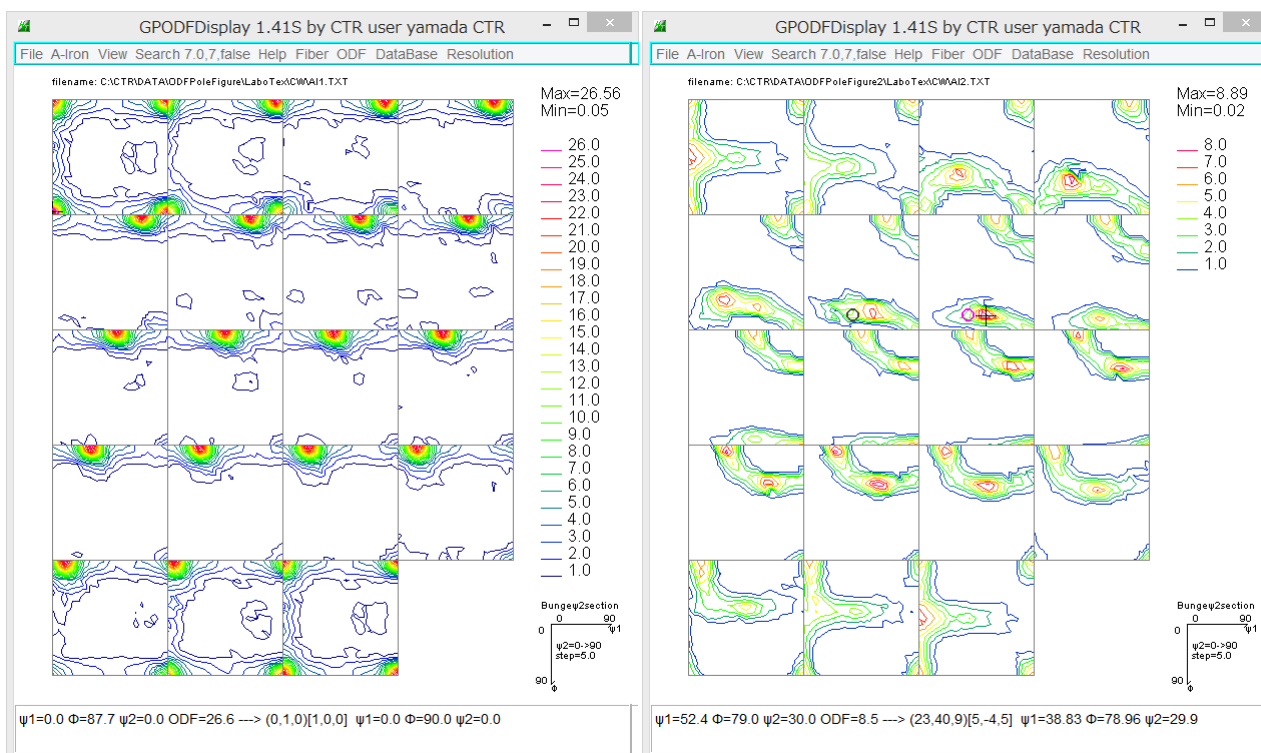 GPODFDisplay 1.41S by CTR user yamada CTR
File A-Iron View Search 7.0,7,false Help Fiber ODF DataBase Resolution
filename: C:\CTR\DATA\ODFPoleFigure\LaboTex\CW\Al1.TXT
Max=26.56
Min=0.05
26.0
25.0
24.0
23.0
22.0
21.0
20.0
19.0
18.0
17.0
16.0
15.0
14.0
13.0
12.0
11.0
10.0
9.0
8.0
7.0
6.0
5.0
4.0
3.0
2.0
1.0
Bungeψ2section
0 90
0 ψ1
ψ2=0->90
step=5.0
90
Φ
ψ1=0.0 Φ=87.7 ψ2=0.0 ODF=26.6 ---> (0,1,0)[1,0,0] ψ1=0.0 Φ=90.0 ψ2=0.0
GPODFDisplay 1.41S by CTR user yamada CTR
File A-Iron View Search 7.0,7,false Help Fiber ODF DataBase Resolution
filename: C:\CTR\DATA\ODFPoleFigure2\LaboTex\CW\Al2.TXT
Max=8.89
Min=0.02
8.0
7.0
6.0
5.0
4.0
3.0
2.0
1.0
Bungeψ2section
0 90
0 ψ1
ψ2=0->90
step=5.0
90
Φ
ψ1=52.4 Φ=79.0 ψ2=30.0 ODF=8.5 ---> (23,40,9)[5,-4,5] ψ1=38.83 Φ=78.96 ψ2=29.9